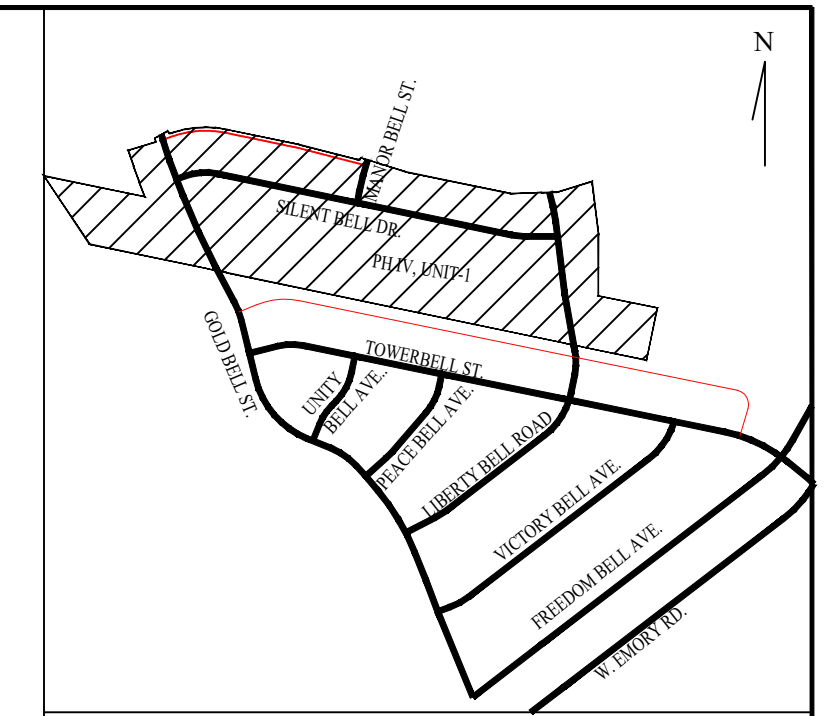 N
MANOR BELL ST.
SILENT BELL DR.
PH IV, UNIT-1
GOLD BELL ST.
TOWERBELL ST.
UNITY
BELL AVE..
PEACE BELL AVE.
LIBERTY BELL ROAD
VICTORY BELL AVE.
FREEDOM BELL AVE.
W. EMORY RD.